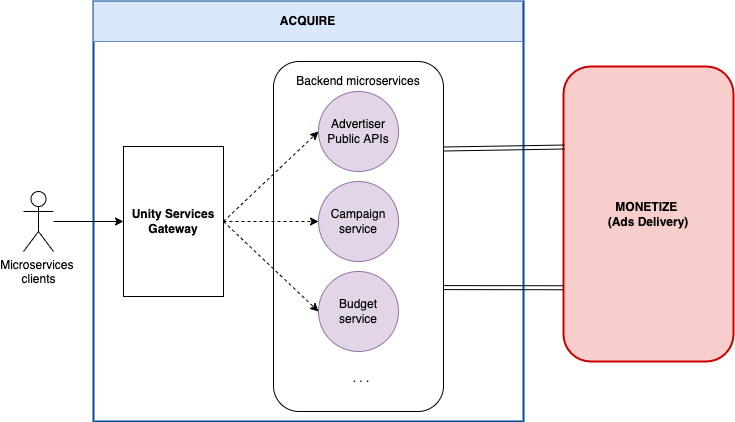 ACQUIRE
Backend microservices
Advertiser
Public APIs
Unity Services
Gateway
Campaign
service
Microservices
clients
Budget
service
. . .
MONETIZE
(Ads Delivery)